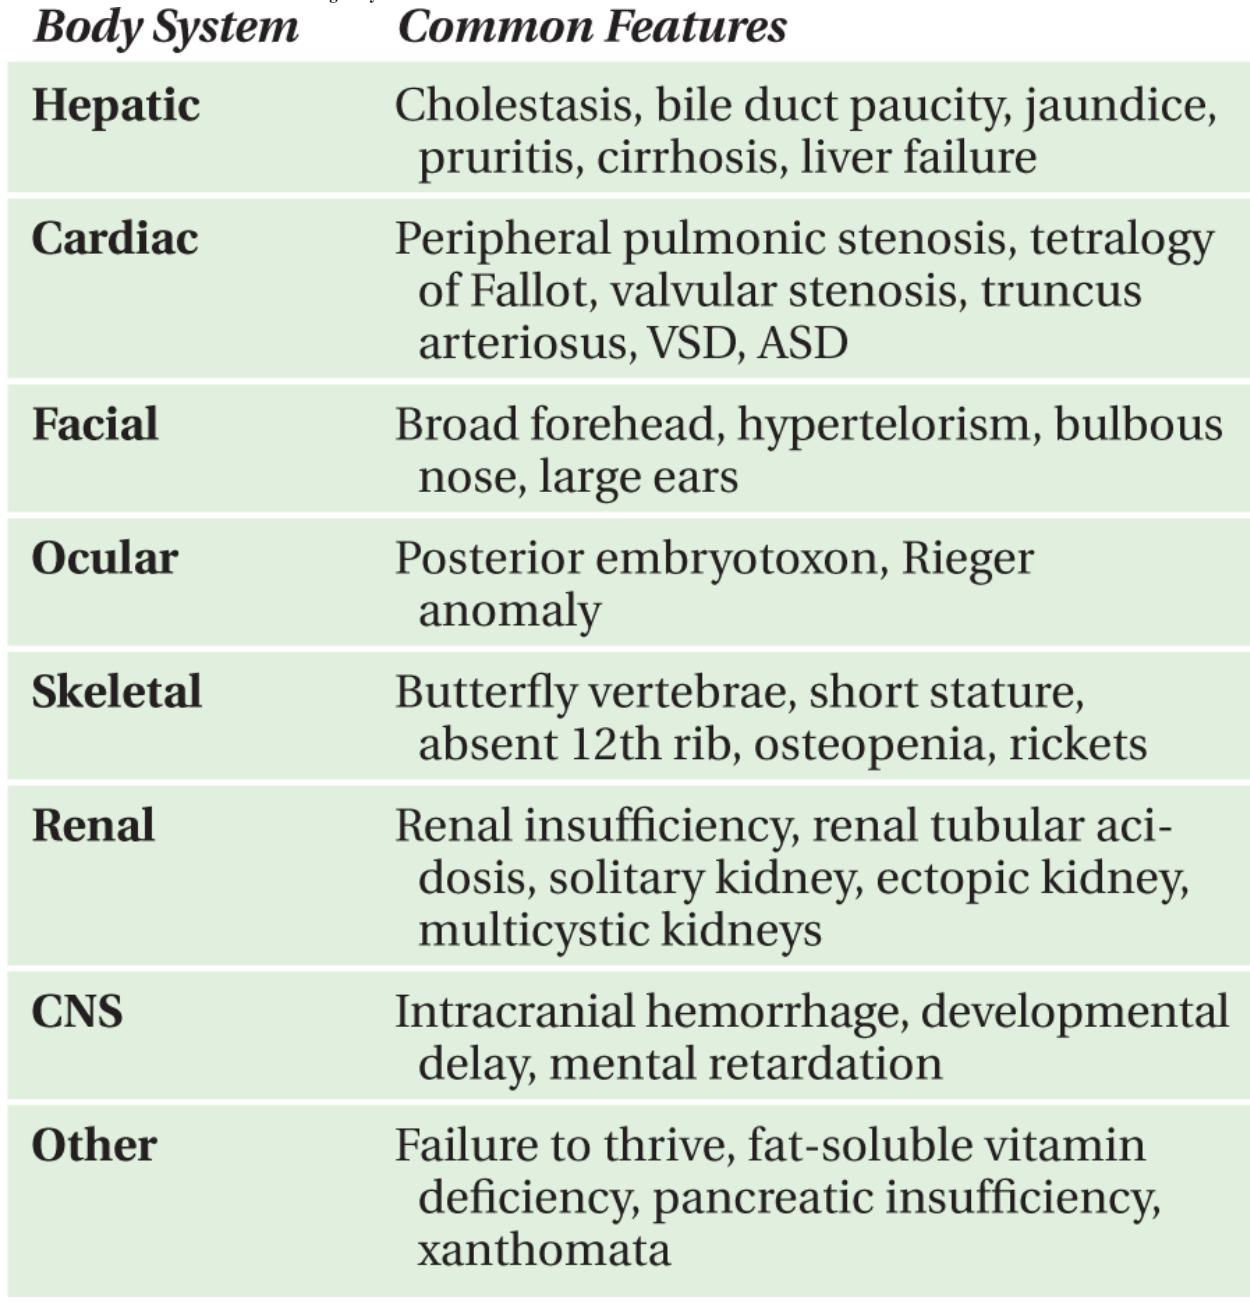 Body System Common Features
Hepatic Cholestasis, bile duct paucity, jaundice,
pruritis, cirrhosis, liver failure
Cardiac Peripheral pulmonic stenosis, tetralogy
of Fallot, valvular stenosis, truncus
arteriosus, VSD, ASD
Facial Broad forehead, hypertelorism, bulbous
nose, large ears
Ocular Posterior embryotoxon, Rieger
anomaly
Skeletal Butterfly vertebrae, short stature,
absent 12th rib, osteopenia, rickets
Renal Renal insufficiency, renal tubular aci-
dosis, solitary kidney, ectopic kidney,
multicystic kidneys
CNS Intracranial hemorrhage, developmental
delay, mental retardation
Other Failure to thrive, fat-soluble vitamin
deficiency, pancreatic insufficiency,
xanthomata